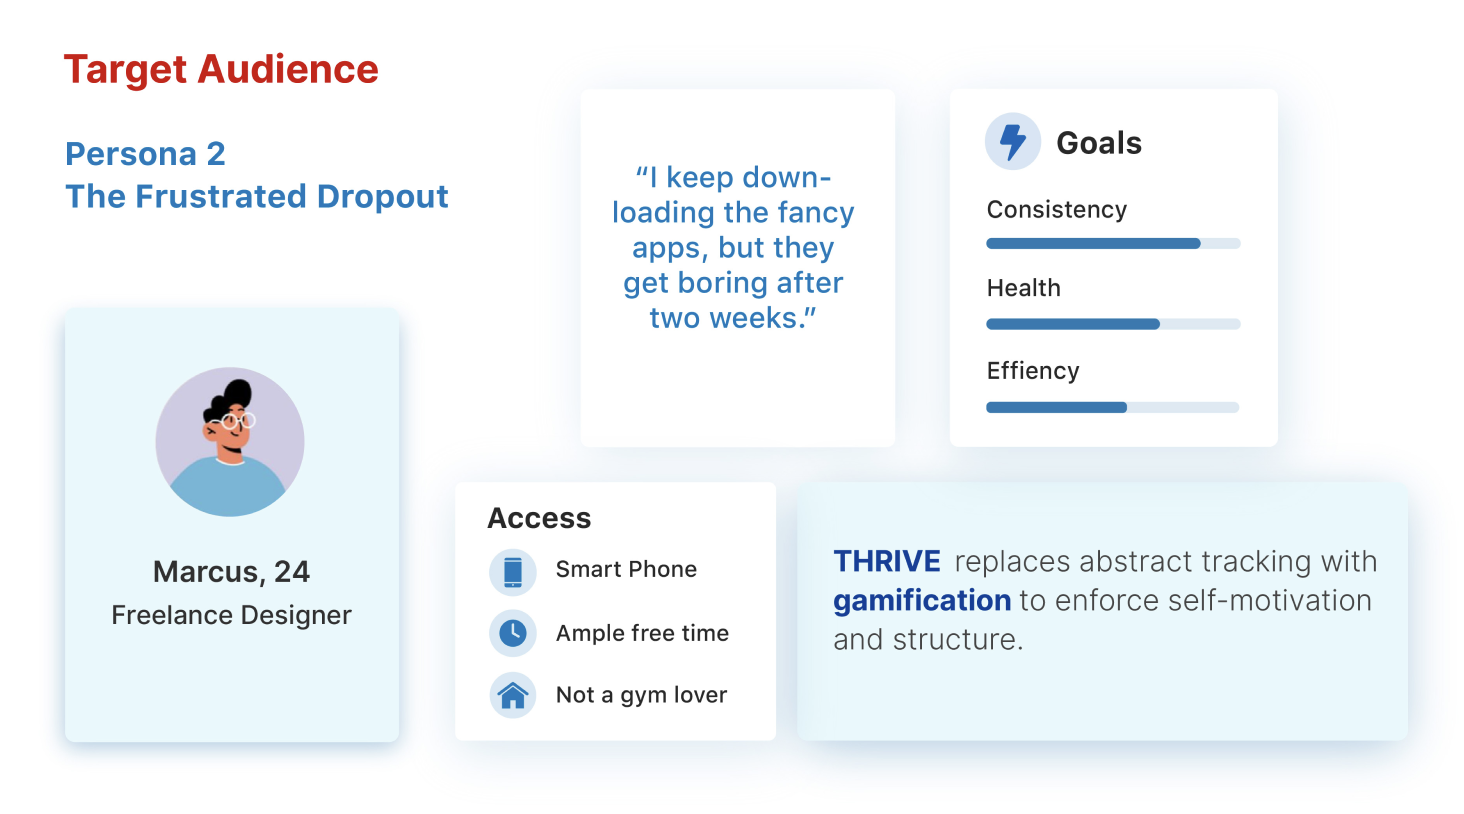 Target Audience
Persona 2
The Frustrated Dropout
Marcus, 24
Freelance Designer
“I keep down-
loading the fancy
apps, but they
get boring after
two weeks.”
Goals
Consistency
Health
Effiency
Access
Smart Phone
Ample free time
Not a gym lover
THRIVE replaces abstract tracking with
gamification to enforce self-motivation
and structure.